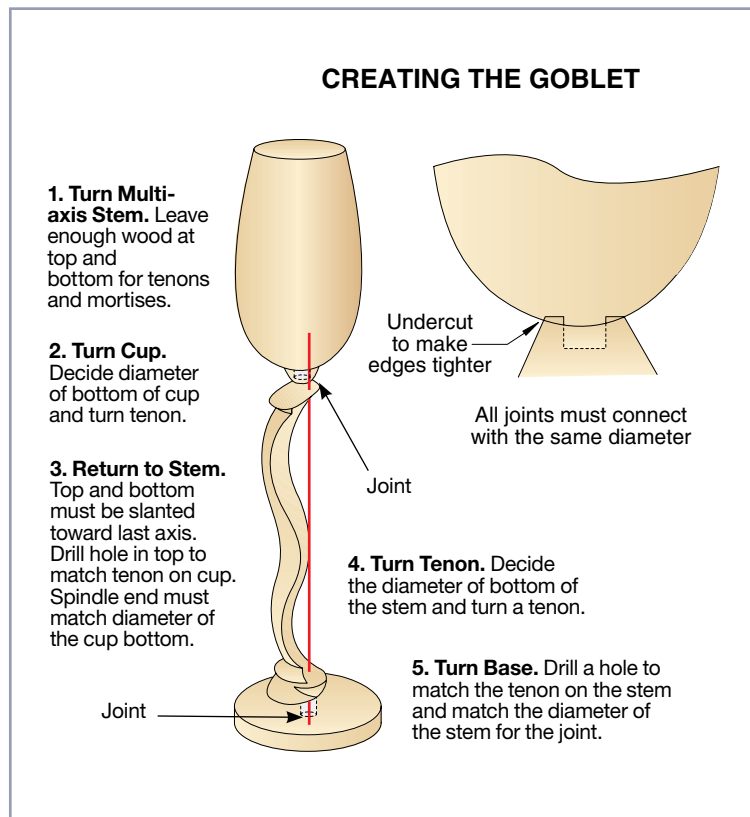 CREATING THE GOBLET
1. Turn Multi-
axis Stem. Leave
enough wood at
top and
bottom for tenons
and mortises.
2. Turn Cup.
Decide diameter
of bottom of cup
and turn tenon.
3. Return to Stem.
Top and bottom
must be slanted
toward last axis.
Drill hole in top to
match tenon on cup.
Spindle end must
match diameter of
the cup bottom.
Undercut
to make
edges tighter
All joints must connect
with the same diameter
Joint
4. Turn Tenon. Decide
the diameter of bottom of
the stem and turn a tenon.
5. Turn Base. Drill a hole to
match the tenon on the stem
and match the diameter of
the stem for the joint.
Joint